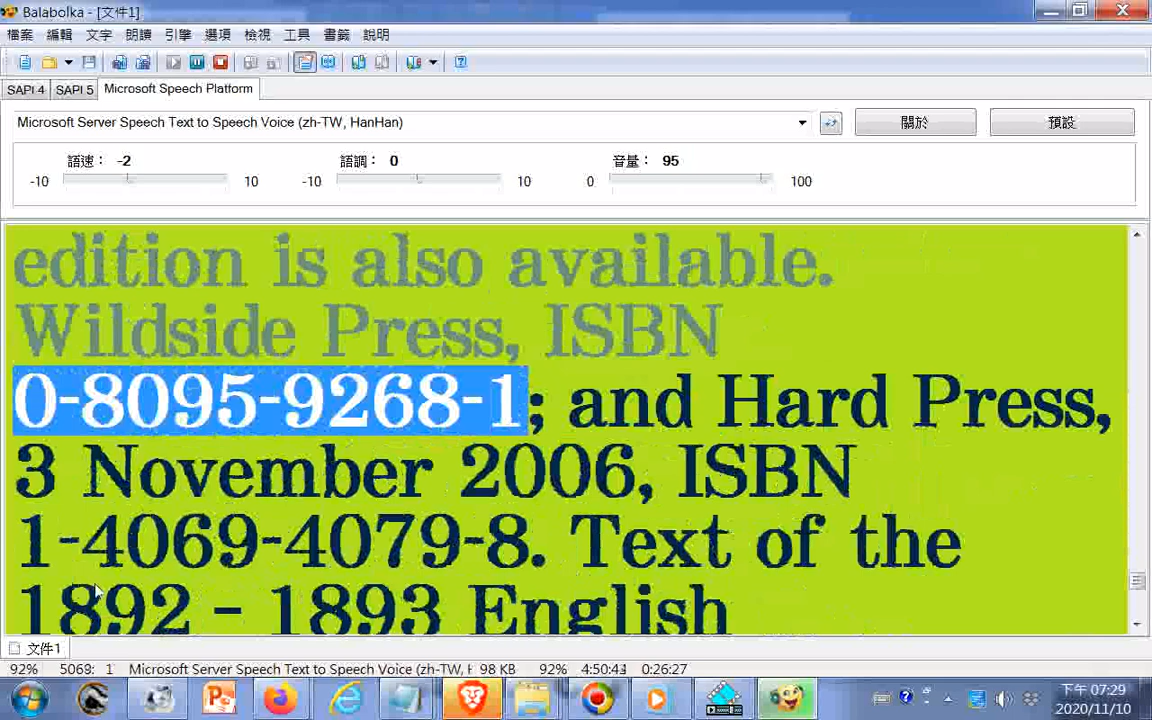 Balabolka - [文件1]
檔案 編輯 文字 朗讀 引擎 選項 檢視 工具 書籤 說明
SAPI 4 SAPI 5 Microsoft Speech Platform
Microsoft Server Speech Text to Speech Voice (zh-TW, HanHan) 關於 預設
語速： -2 語調： 0 音量： 95
-10 10 -10 10 0 100
edition is also available.
Wildside Press, ISBN
0-8095-9268-1; and Hard Press,
3 November 2006, ISBN
1-4069-4079-8. Text of the
1892 – 1893 English
文件1
92% 5069: 1 Microsoft Server Speech Text to Speech Voice (zh-TW, H 98 KB 92% 4:50:43 0:26:27
下午 07:29
2020/11/10